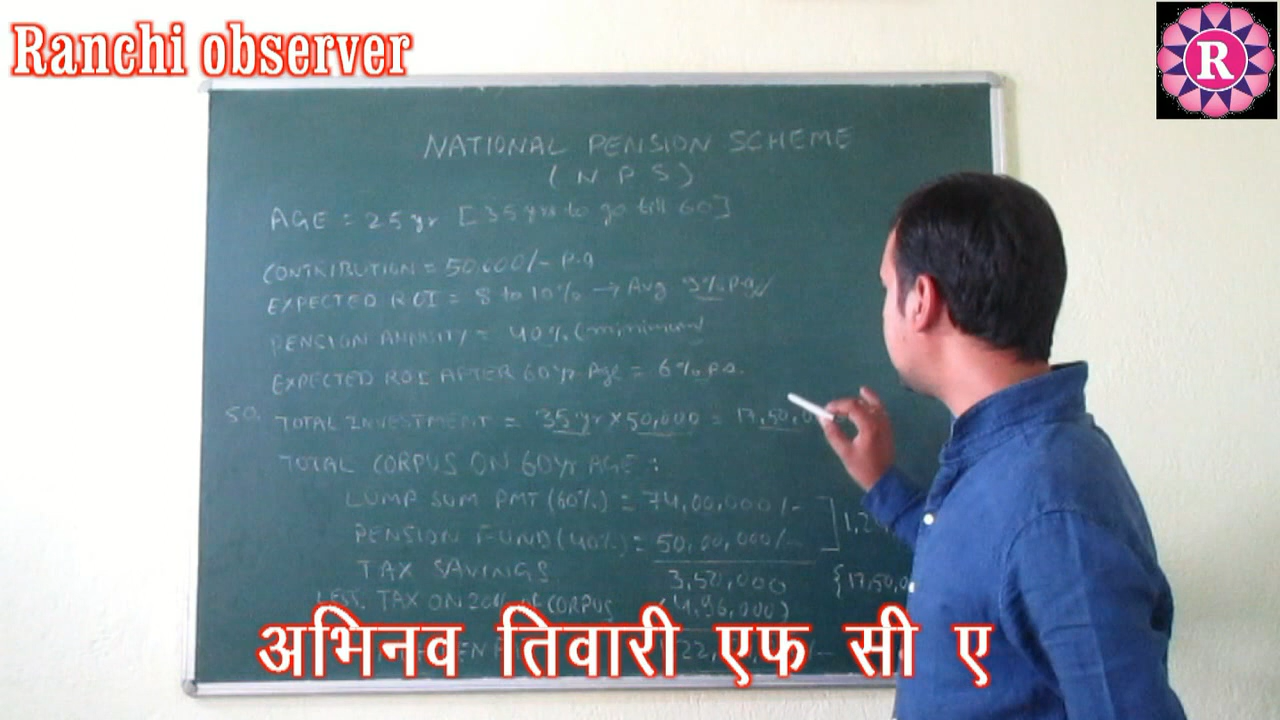 Ranchi observer
R
NATIONAL PENSION SCHEME
(NPS)
AGE = 25 yr [35 yrs to go till 60]
CONTRIBUTION = 50,000/- p.a
EXPECTED ROI = 8 to 10% → Avg 9% p.a
PENSION ANNUITY = 40% (minimum)
EXPECTED ROI AFTER 60 yr Age = 6% p.a.
SO. TOTAL INVESTMENT = 35 yr × 50,000 = 17,50,0
TOTAL CORPUS ON 60 yr AGE :
LUMP SUM PMT (60%) = 74,00,000/-
PENSION FUND (40%) = 50,00,000/- ] 1,2
TAX SAVINGS 3,50,000 {17,50,0
LESS. TAX ON 20% OF CORPUS (4,96,000)
अभिनव तिवारी एफ सी ए